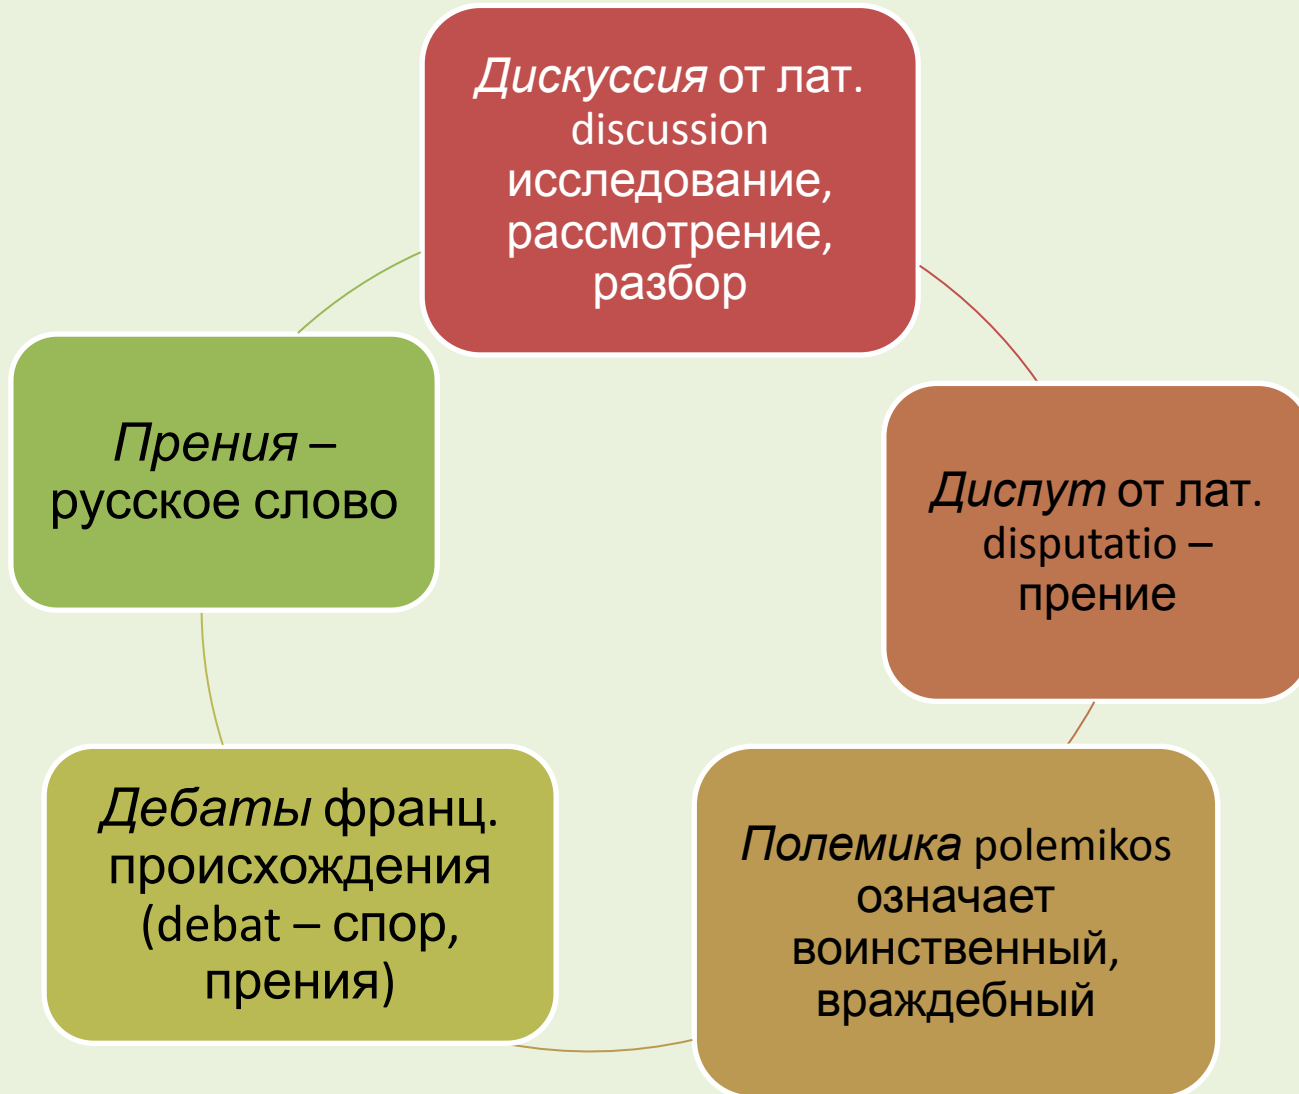 Дискуссия от лат.
discussion
исследование,
рассмотрение,
разбор
Диспут от лат.
disputatio –
прение
Полемика polemikos
означает
воинственный,
враждебный
Дебаты франц.
происхождения
(debat – спор,
прения)
Прения –
русское слово